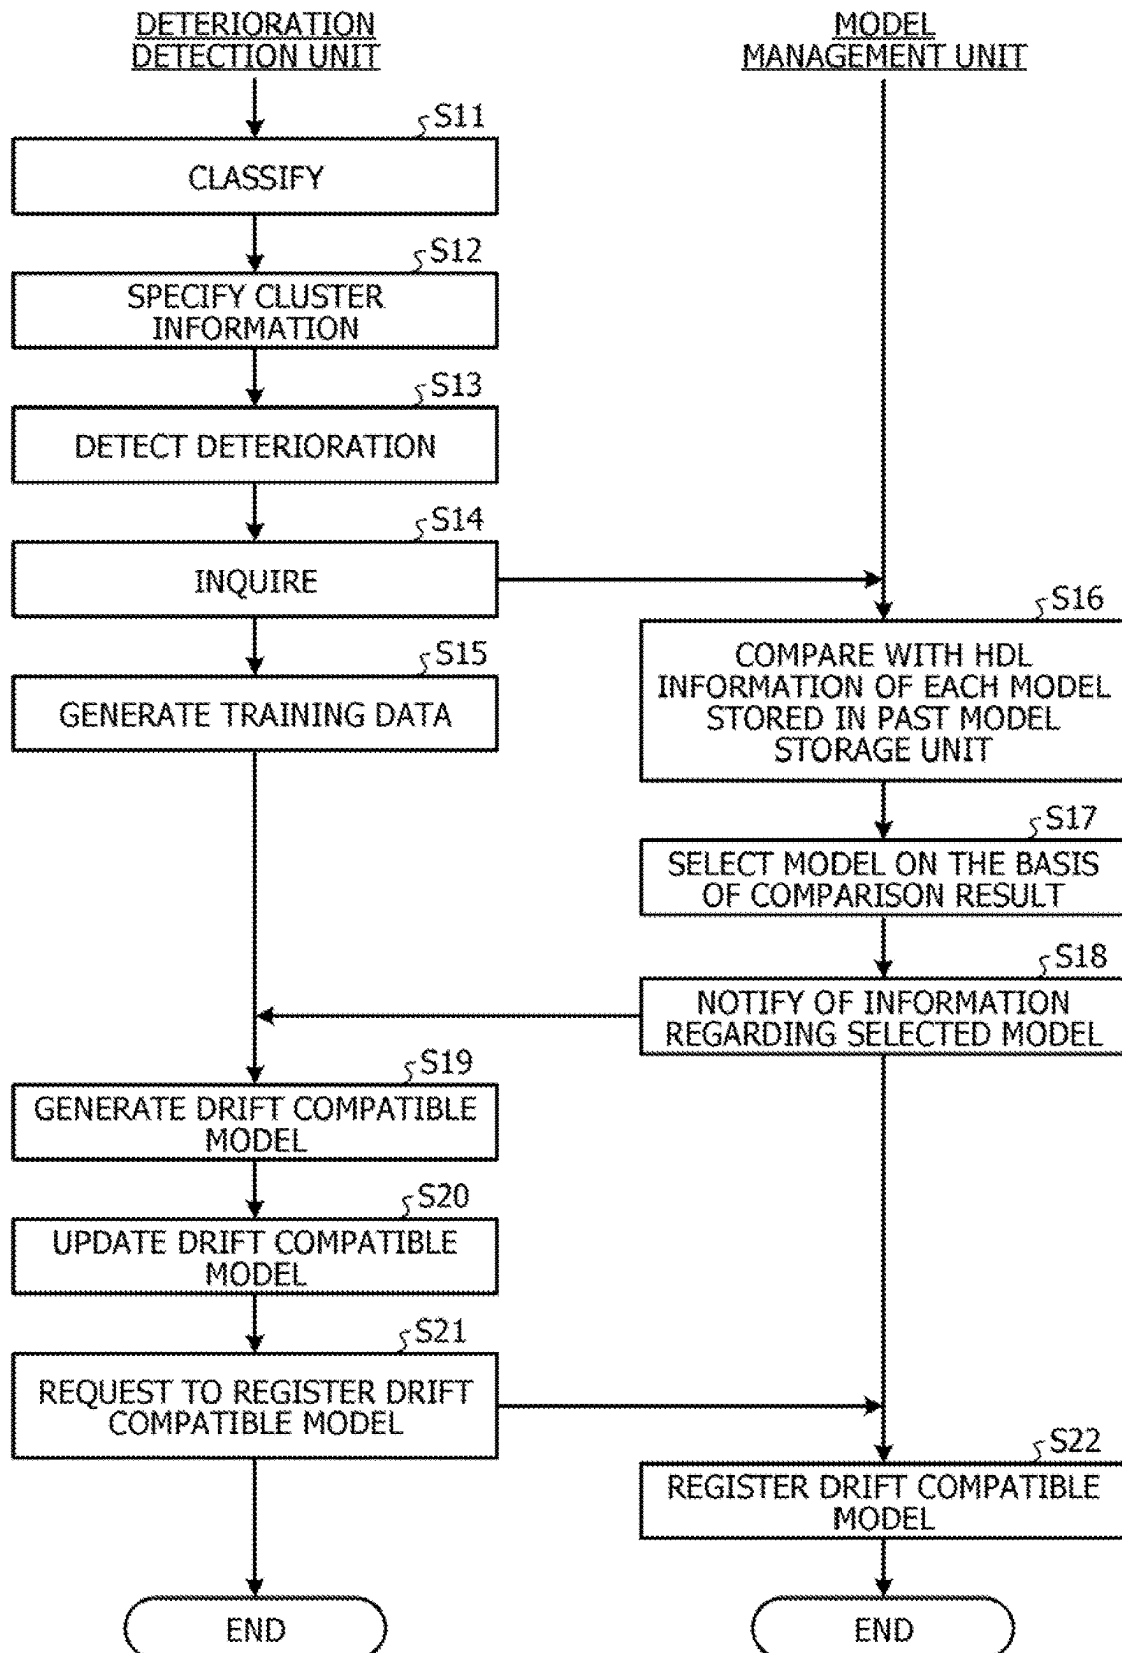 DETERIORATION
DETECTION UNIT
MODEL
MANAGEMENT UNIT
S11
CLASSIFY
S12
SPECIFY CLUSTER
INFORMATION
S13
DETECT DETERIORATION
S14
INQUIRE
S15
GENERATE TRAINING DATA
S16
COMPARE WITH HDL
INFORMATION OF EACH MODEL
STORED IN PAST MODEL
STORAGE UNIT
S17
SELECT MODEL ON THE BASIS
OF COMPARISON RESULT
S18
NOTIFY OF INFORMATION
REGARDING SELECTED MODEL
S19
GENERATE DRIFT COMPATIBLE
MODEL
S20
UPDATE DRIFT COMPATIBLE
MODEL
S21
REQUEST TO REGISTER DRIFT
COMPATIBLE MODEL
S22
REGISTER DRIFT COMPATIBLE
MODEL
END
END